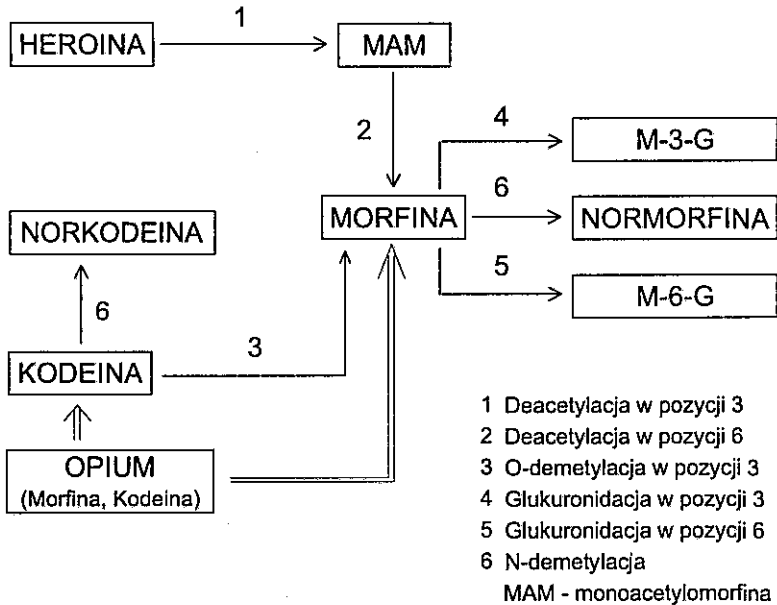 HEROINA
1
MAM
2
4
M-3-G
NORKODEINA
MORFINA
6
NORMORFINA
5
M-6-G
6
KODEINA
3
OPIUM
(Morfina, Kodeina)
1 Deacetylacja w pozycji 3
2 Deacetylacja w pozycji 6
3 O-demetylacja w pozycji 3
4 Glukuronidacja w pozycji 3
5 Glukuronidacja w pozycji 6
6 N-demetylacja
MAM - monoacetylomorfina